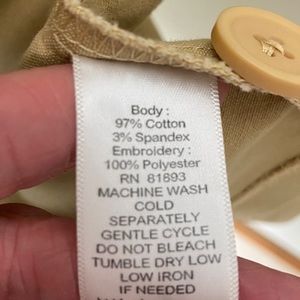 Body :
97% Cotton
3% Spandex
Embroidery :
100% Polyester
RN 81893
MACHINE WASH
COLD
SEPARATELY
GENTLE CYCLE
DO NOT BLEACH
TUMBLE DRY LOW
LOW IRON
IF NEEDED